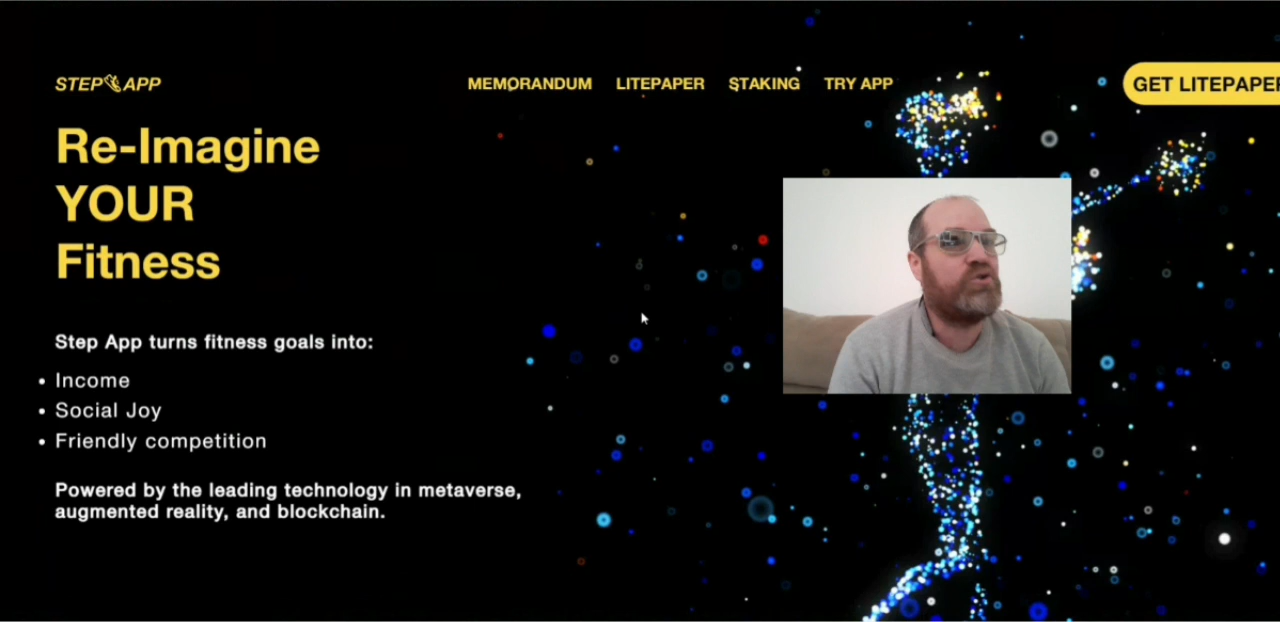 STEP APP
MEMORANDUM LITEPAPER STAKING TRY APP
GET LITEPAPER
Re-Imagine
YOUR
Fitness
Step App turns fitness goals into:
• Income
• Social Joy
• Friendly competition
Powered by the leading technology in metaverse,
augmented reality, and blockchain.